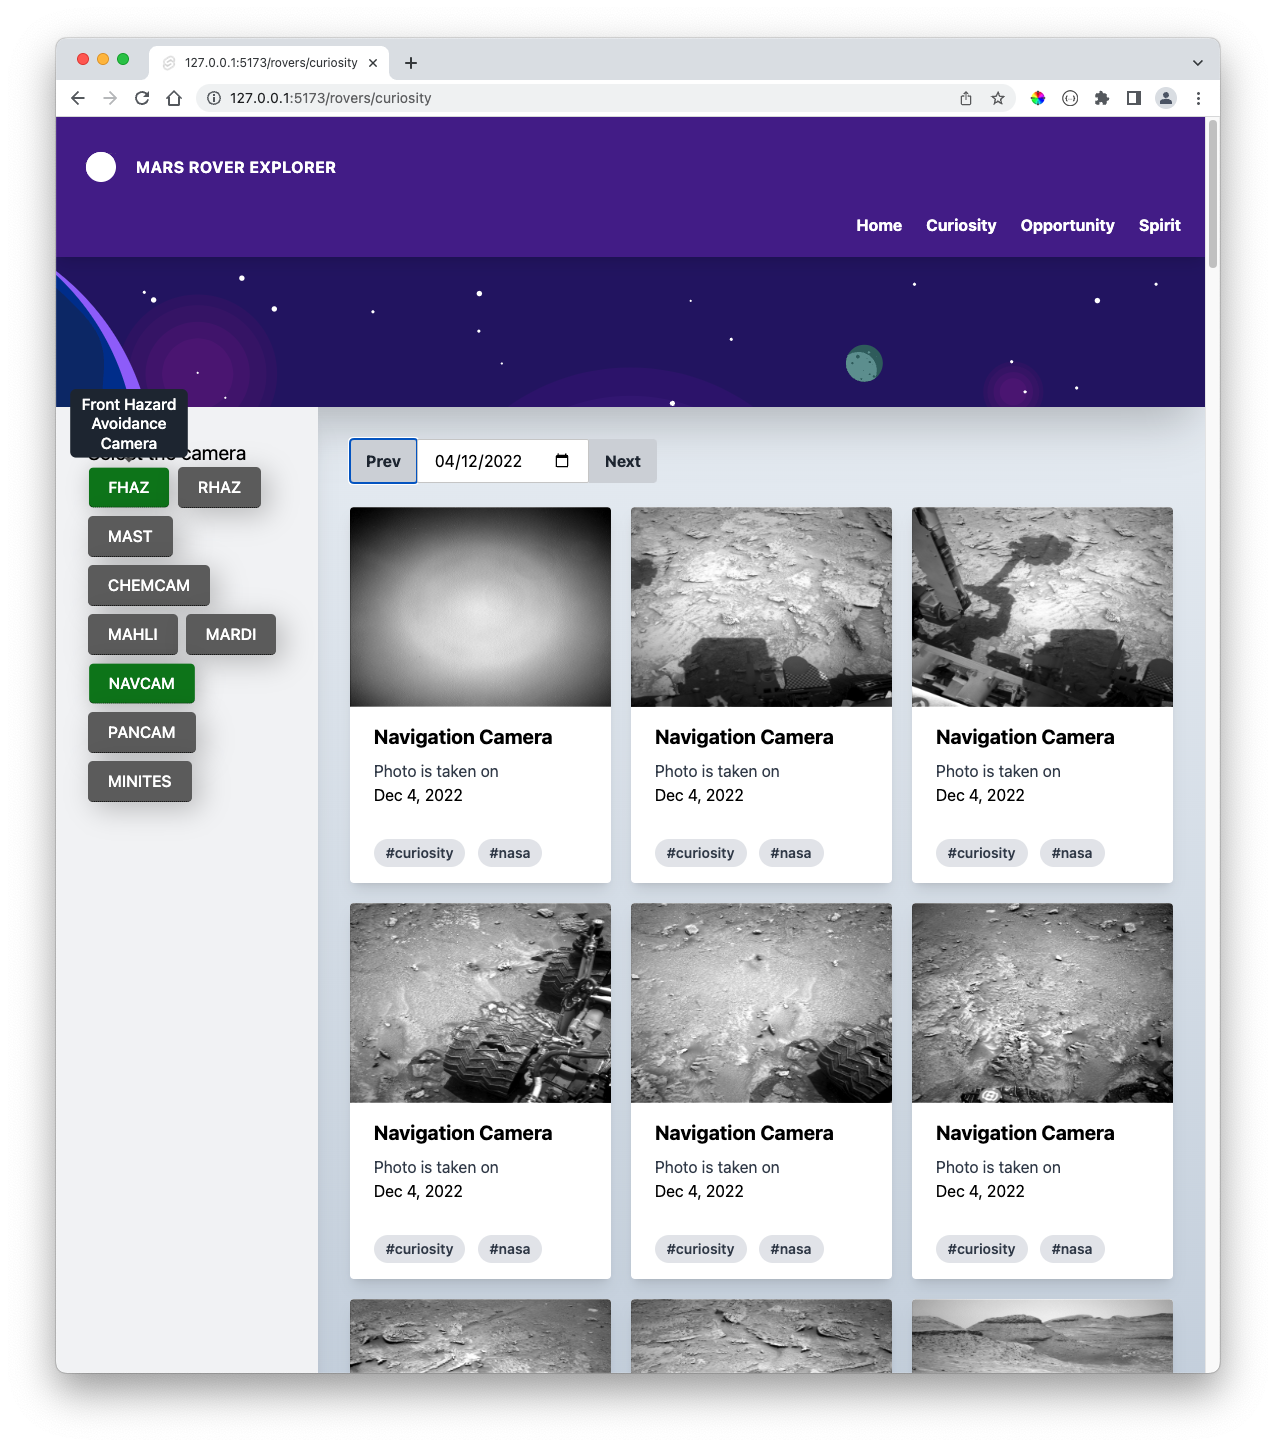 127.0.0.1:5173/rovers/curiosity
127.0.0.1:5173/rovers/curiosity
MARS ROVER EXPLORER
Home Curiosity Opportunity Spirit
Front Hazard
Avoidance
Camera
Select the camera
FHAZ RHAZ
MAST
CHEMCAM
MAHLI MARDI
NAVCAM
PANCAM
MINITES
Prev 04/12/2022 Next
Navigation Camera
Photo is taken on
Dec 4, 2022
#curiosity #nasa
Navigation Camera
Photo is taken on
Dec 4, 2022
#curiosity #nasa
Navigation Camera
Photo is taken on
Dec 4, 2022
#curiosity #nasa
Navigation Camera
Photo is taken on
Dec 4, 2022
#curiosity #nasa
Navigation Camera
Photo is taken on
Dec 4, 2022
#curiosity #nasa
Navigation Camera
Photo is taken on
Dec 4, 2022
#curiosity #nasa